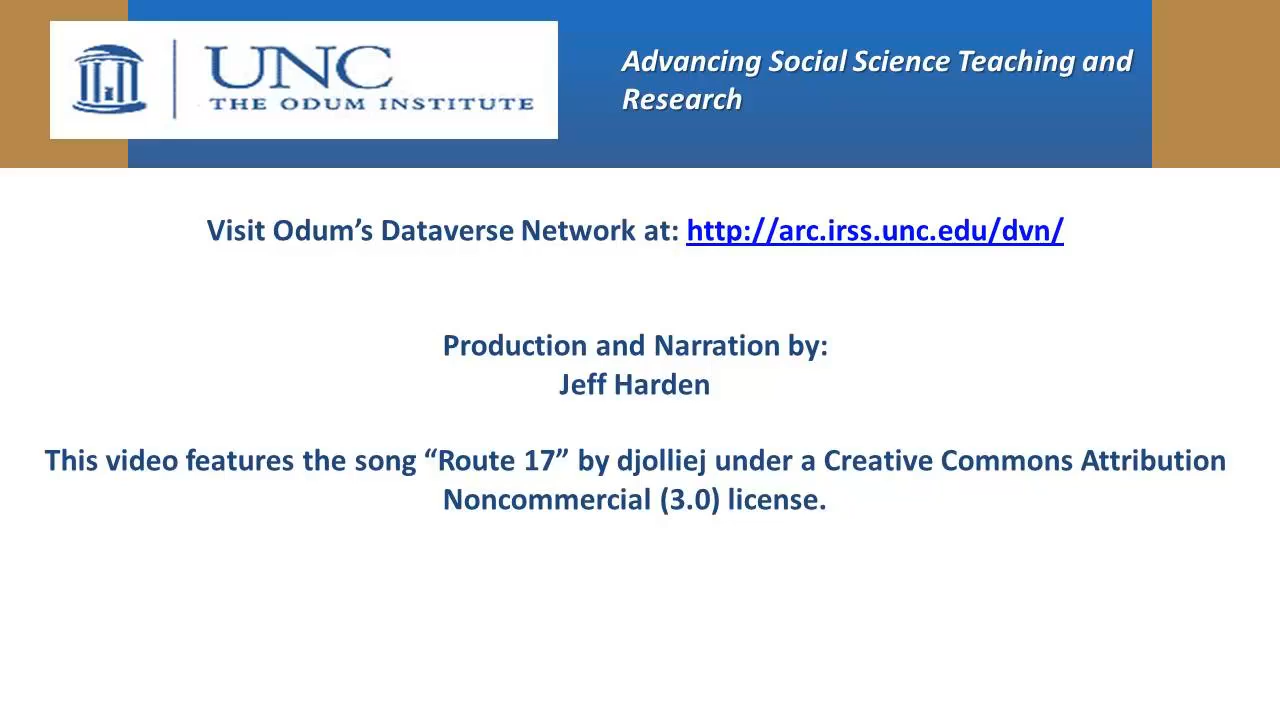 UNC
THE ODUM INSTITUTE
Advancing Social Science Teaching and
Research
Visit Odum’s Dataverse Network at: http://arc.irss.unc.edu/dvn/
Production and Narration by:
Jeff Harden
This video features the song “Route 17” by djolliej under a Creative Commons Attribution
Noncommercial (3.0) license.